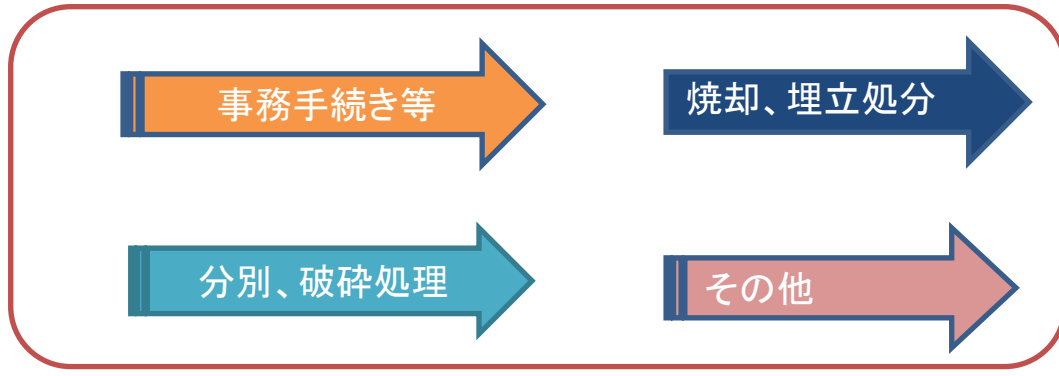 事務手続き等
焼却、埋立処分
分別、破砕処理
その他